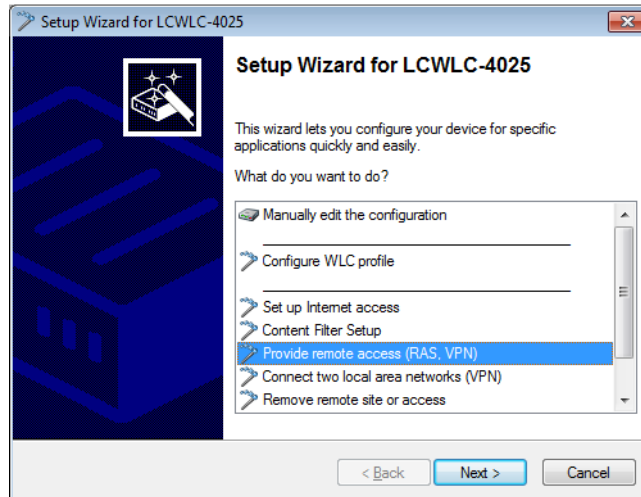 Setup Wizard for LCWLC-4025
Setup Wizard for LCWLC-4025
This wizard lets you configure your device for specific
applications quickly and easily.
What do you want to do?
Manually edit the configuration
Configure WLC profile
Set up Internet access
Content Filter Setup
Provide remote access (RAS, VPN)
Connect two local area networks (VPN)
Remove remote site or access
< Back
Next >
Cancel